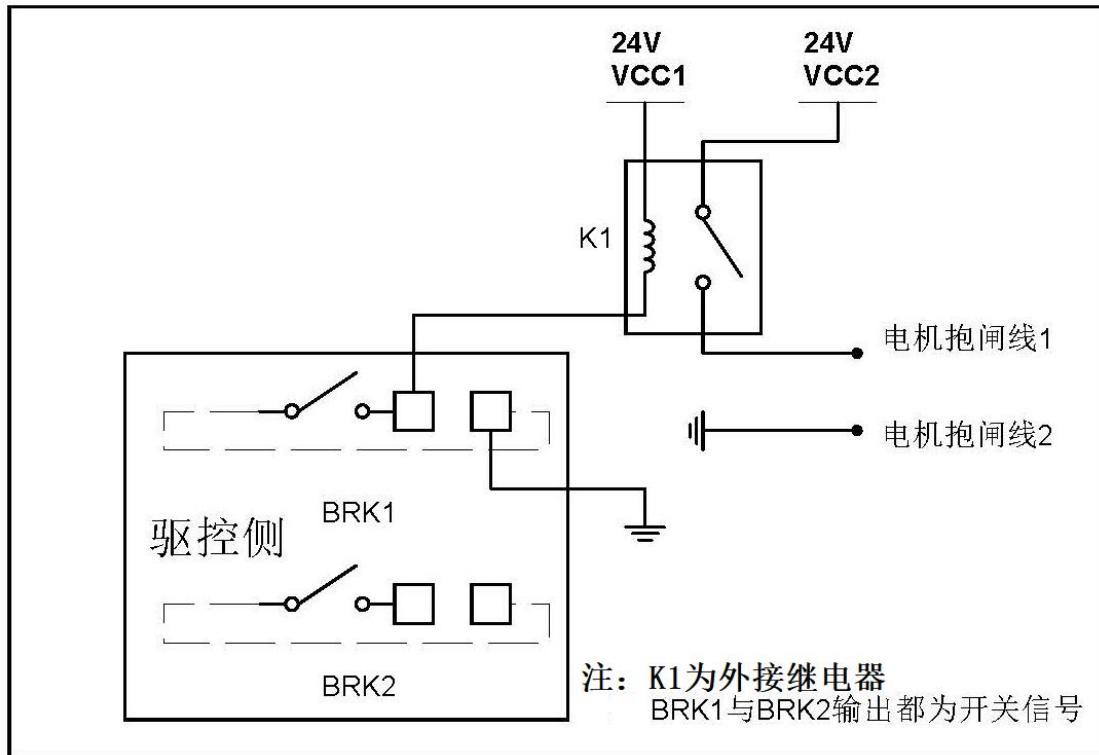 24V
VCC1
24V
VCC2
K1
电机抱闸线1
电机抱闸线2
BRK1
驱控侧
BRK2
注：K1为外接继电器
BRK1与BRK2输出都为开关信号